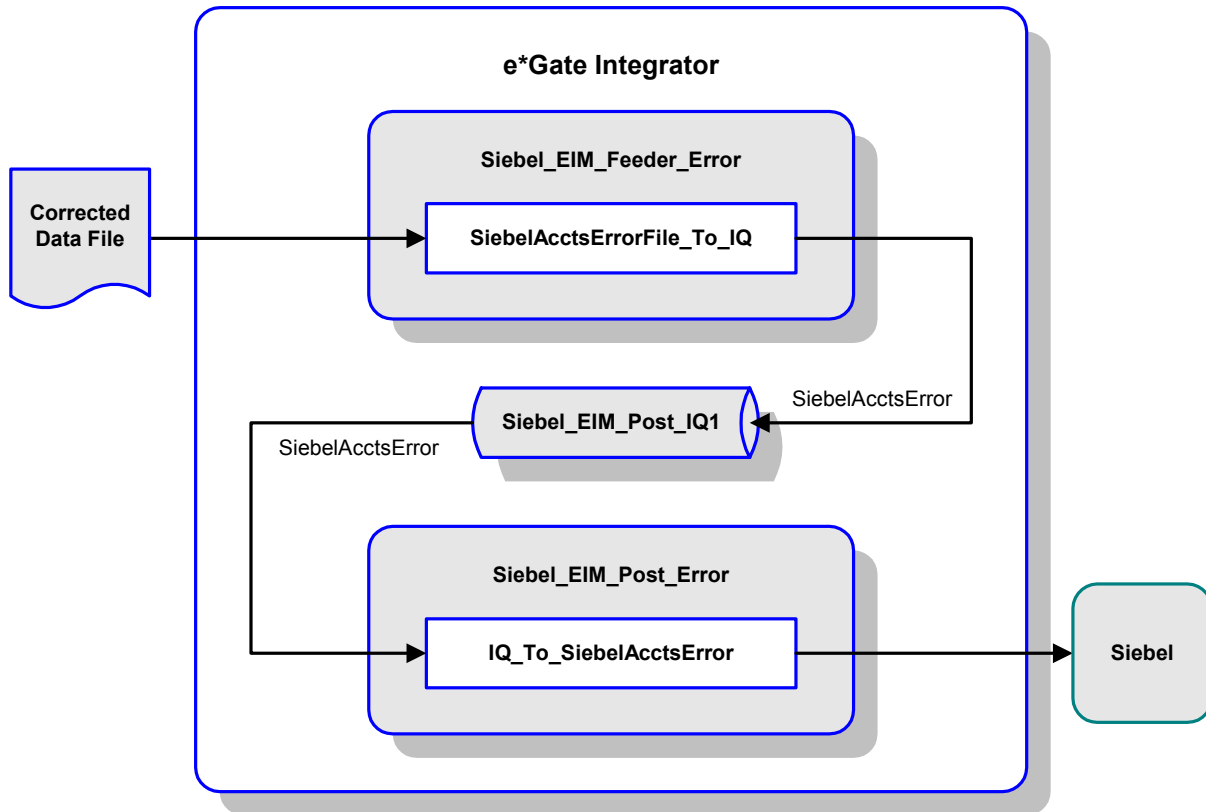 e*Gate Integrator
Siebel_EIM_Feeder_Error
Corrected
Data File
SiebelAcctsErrorFile_To_IQ
SiebelAcctsError
Siebel_EIM_Post_IQ1
SiebelAcctsError
Siebel_EIM_Post_Error
IQ_To_SiebelAcctsError
Siebel